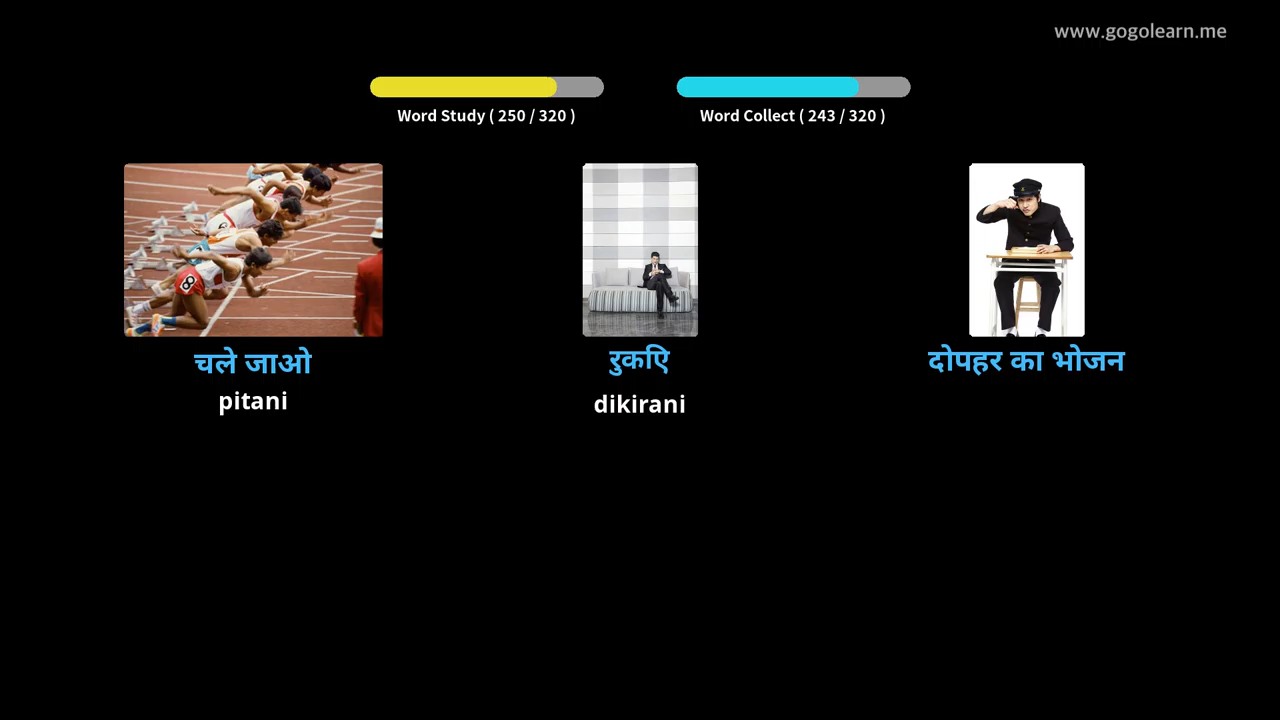 www.gogolearn.me
Word Study ( 250 / 320 )
Word Collect ( 243 / 320 )
चले जाओ
रुकिए
दोपहर का भोजन
pitani
dikirani